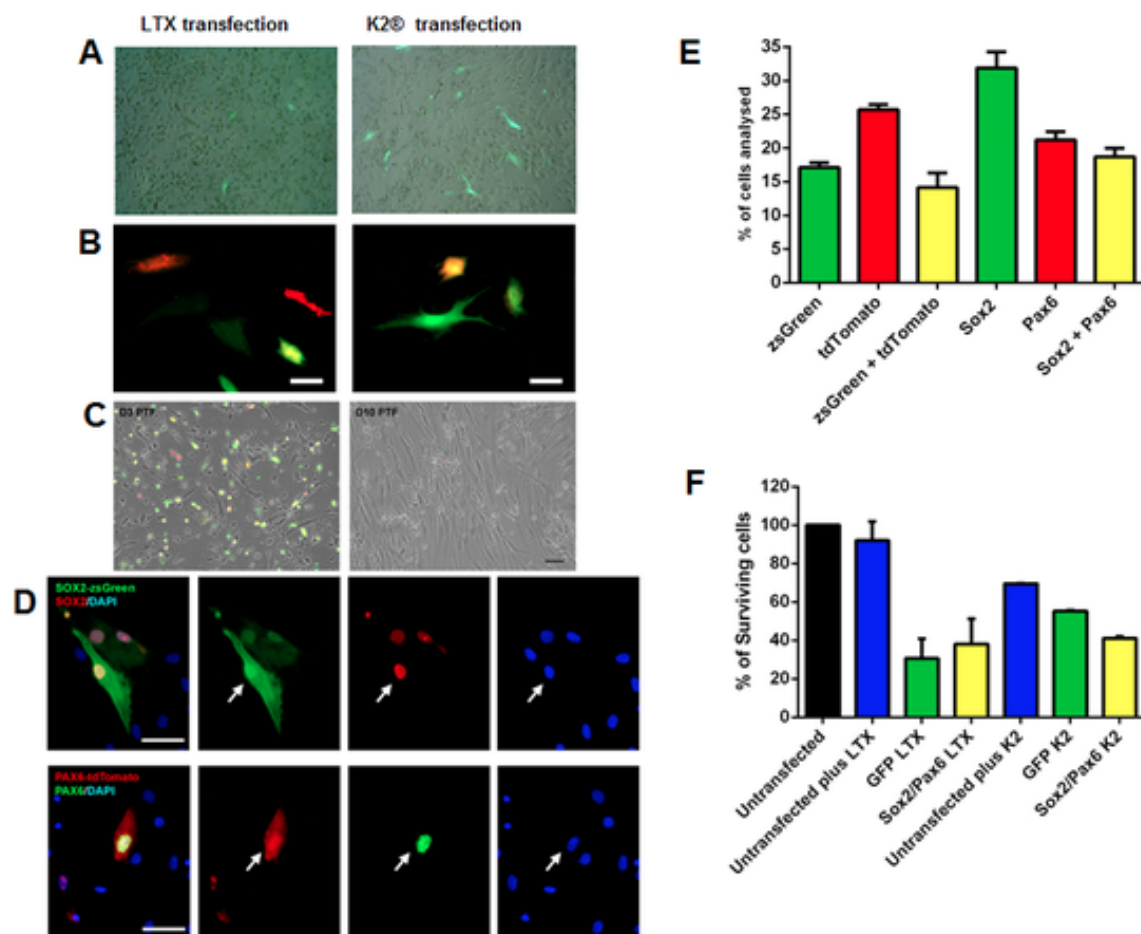 LTX transfection
K2® transfection
A
B
C
D3 PTF
D10 PTF
D
SOX2-zsGreen
SOX2/DAPI
PAX6-tdTomato
PAX6/DAPI
E
% of cells analysed
35
30
25
20
15
10
5
0
zsGreen
tdTomato
zsGreen + tdTomato
Sox2
Pax6
Sox2 + Pax6
F
% of Surviving cells
120
100
80
60
40
20
0
Untransfected
Untransfected plus LTX
GFP LTX
Sox2/Pax6 LTX
Untransfected plus K2
GFP K2
Sox2/Pax6 K2